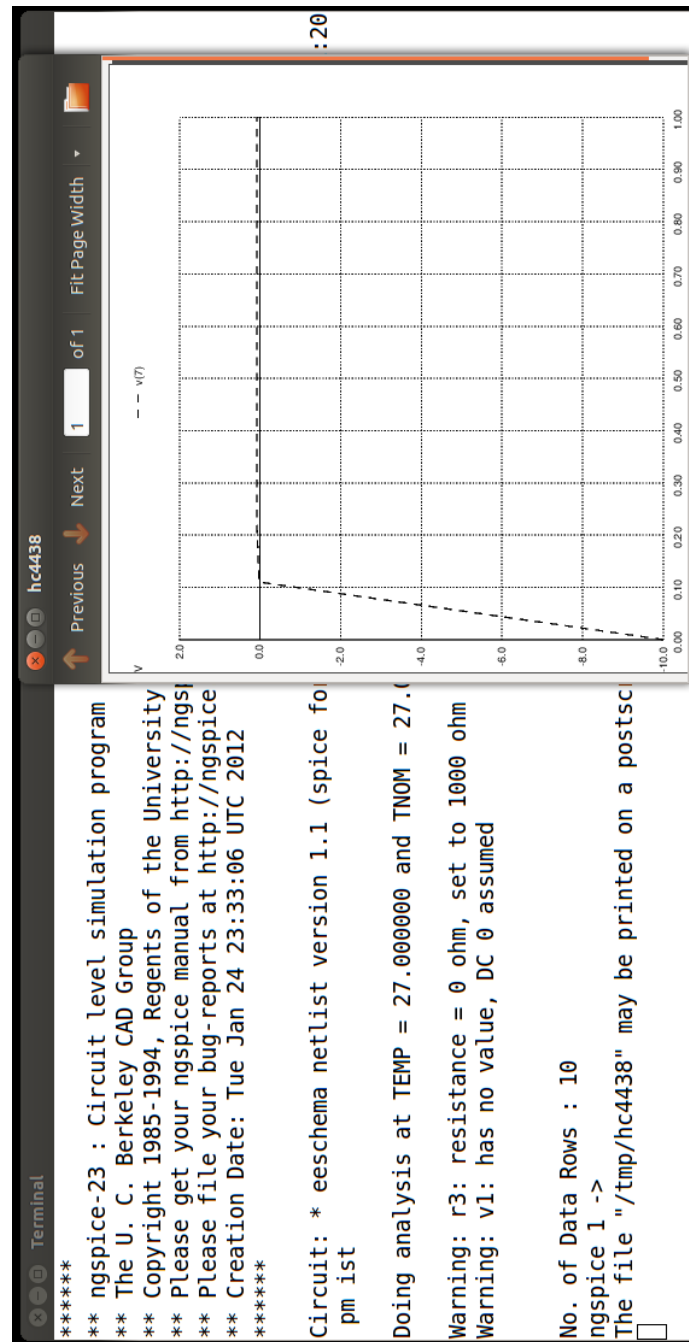 Terminal
******
** ngspice-23 : Circuit level simulation program
** The U. C. Berkeley CAD Group
** Copyright 1985-1994, Regents of the University
** Please get your ngspice manual from http://ngsp
** Please file your bug-reports at http://ngspice
** Creation Date: Tue Jan 24 23:33:06 UTC 2012
******
Circuit: * eeschema netlist version 1.1 (spice fo
:20
pm ist
Doing analysis at TEMP = 27.000000 and TNOM = 27.0
Warning: r3: resistance = 0 ohm, set to 1000 ohm
Warning: v1: has no value, DC 0 assumed
No. of Data Rows : 10
ngspice 1 ->
The file "/tmp/hc4438" may be printed on a postsc
hc4438
Previous Next 1 of 1 Fit Page Width
V
v(7)
2.0
0.0
-2.0
-4.0
-6.0
-8.0
-10.0
0.00 0.10 0.20 0.30 0.40 0.50 0.60 0.70 0.80 0.90 1.00